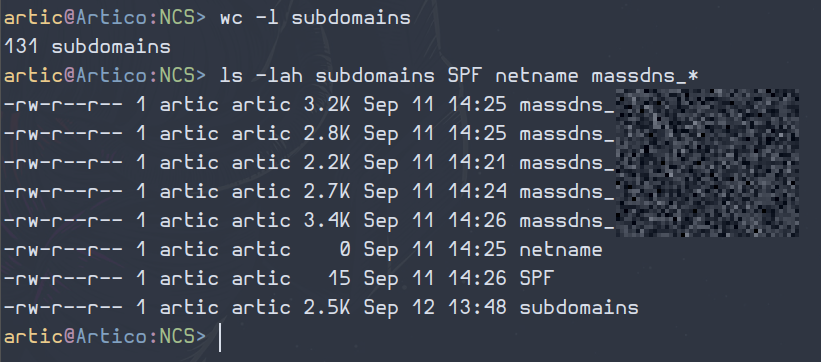 artic@Artico:NCS> wc -l subdomains
131 subdomains
artic@Artico:NCS> ls -lah subdomains SPF netname massdns_*
-rw-r--r-- 1 artic artic 3.2K Sep 11 14:25 massdns_
-rw-r--r-- 1 artic artic 2.8K Sep 11 14:25 massdns_
-rw-r--r-- 1 artic artic 2.2K Sep 11 14:21 massdns_
-rw-r--r-- 1 artic artic 2.7K Sep 11 14:24 massdns_
-rw-r--r-- 1 artic artic 3.4K Sep 11 14:26 massdns_
-rw-r--r-- 1 artic artic    0 Sep 11 14:25 netname
-rw-r--r-- 1 artic artic   15 Sep 11 14:26 SPF
-rw-r--r-- 1 artic artic 2.5K Sep 12 13:48 subdomains
artic@Artico:NCS>